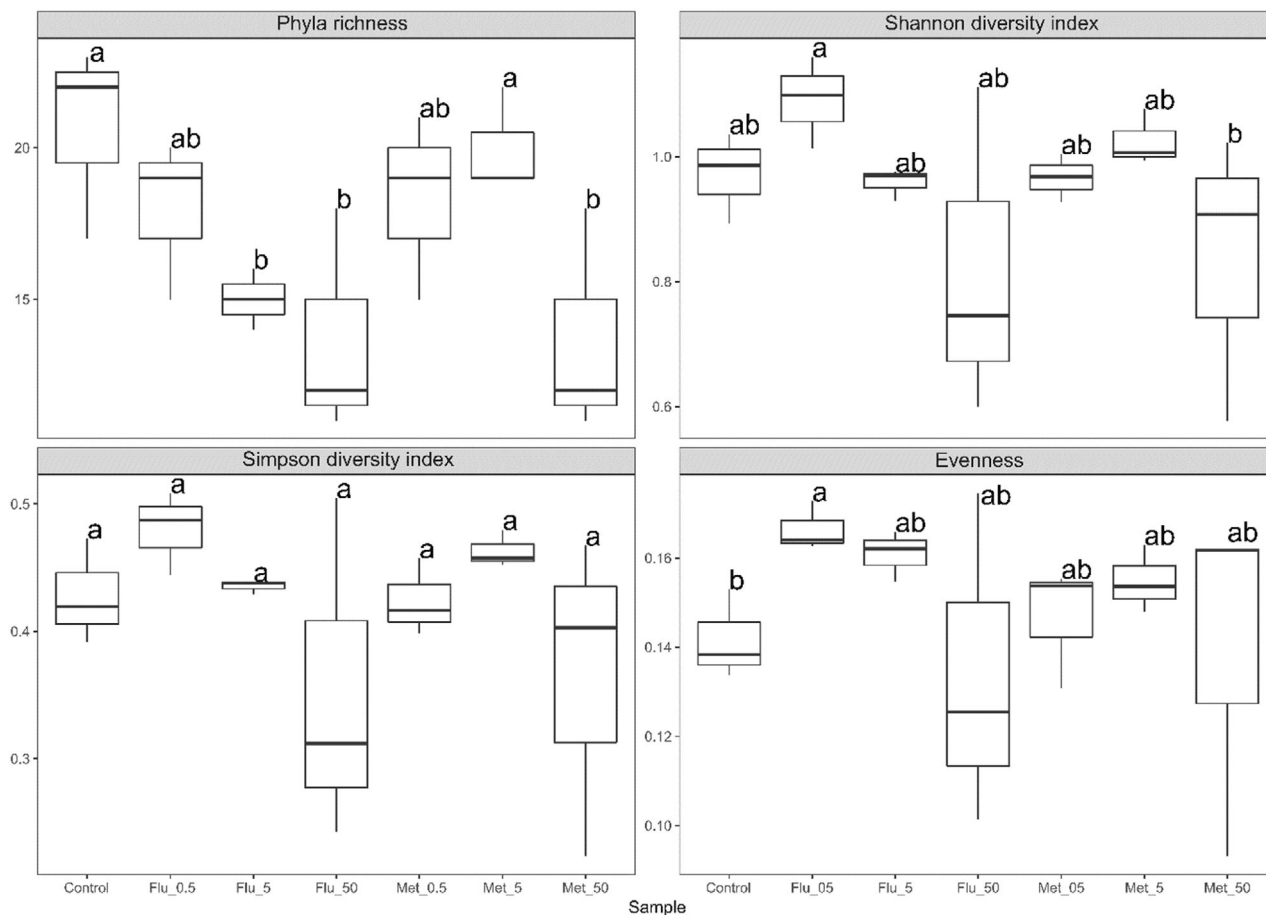 Phyla richness
a
ab
b
b
ab
a
b
20
15
Shannon diversity index
ab
a
ab
ab
ab
ab
b
1.0
0.8
0.6
Simpson diversity index
a
a
a
a
a
a
a
0.5
0.4
0.3
Control Flu_0.5 Flu_5 Flu_50 Met_0.5 Met_5 Met_50
Evenness
b
a
ab
ab
ab
ab
ab
0.16
0.14
0.12
0.10
Control Flu_05 Flu_5 Flu_50 Met_05 Met_5 Met_50
Sample